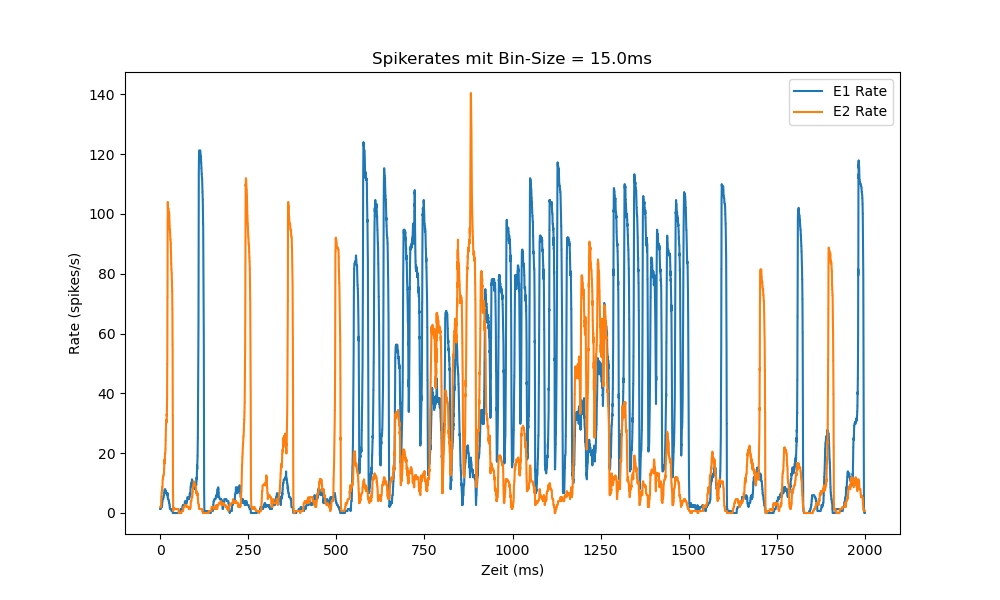 Spikerates mit Bin-Size = 15.0ms
E1 Rate
E2 Rate
Rate (spikes/s)
140
120
100
80
60
40
20
0
0 250 500 750 1000 1250 1500 1750 2000
Zeit (ms)